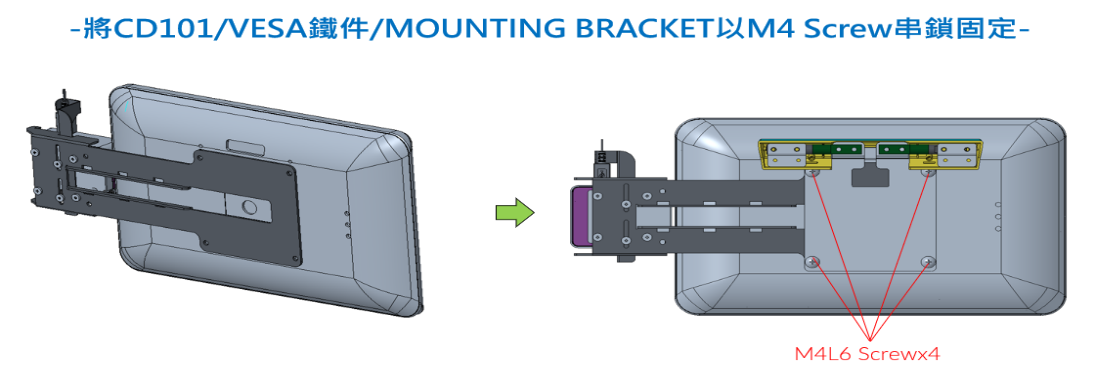 -將CD101/VESA鐵件/MOUNTING BRACKET以M4 Screw串鎖固定-
M4L6 Screwx4